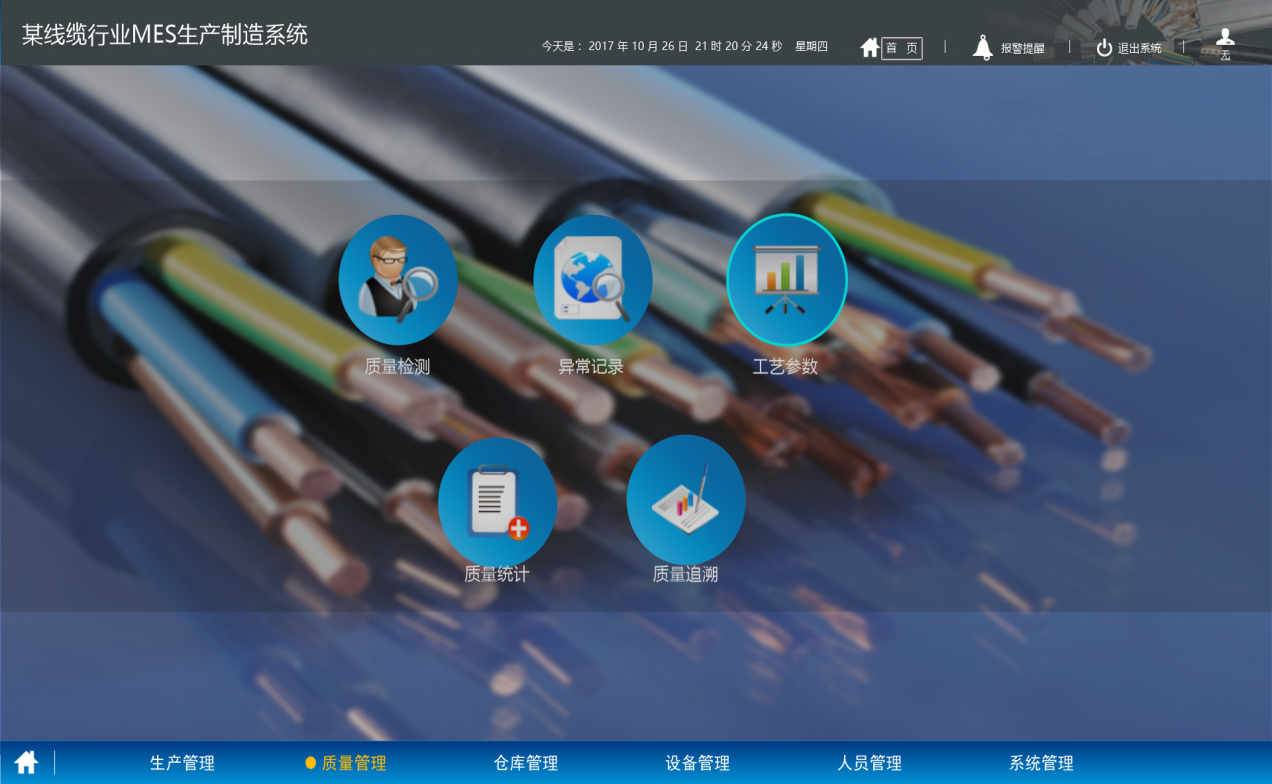 某线缆行业MES生产制造系统
今天是： 2017 年 10 月 26 日 21 时 20 分 24 秒 星期四
首 页
报警提醒
退出系统
质量检测
异常记录
工艺参数
质量统计
质量追溯
生产管理
质量管理
仓库管理
设备管理
人员管理
系统管理